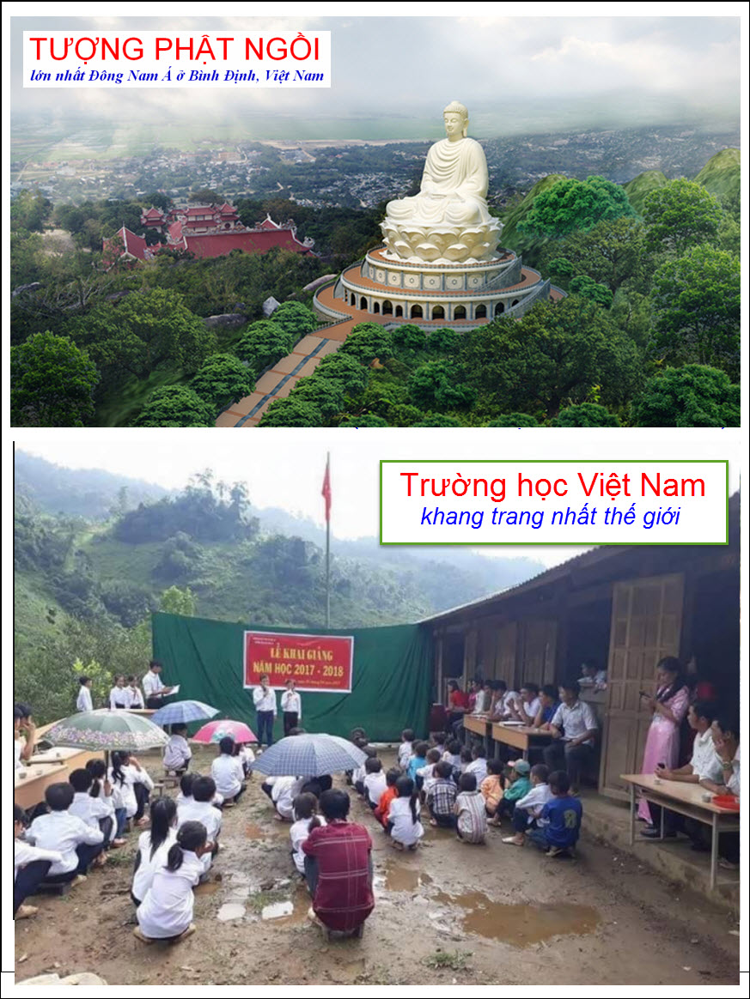 TƯỢNG PHẬT NGỒI
lớn nhất Đông Nam Á ở Bình Định, Việt Nam
Trường học Việt Nam
khang trang nhất thế giới
LỄ KHAI GIẢNG
NĂM HỌC 2017 - 2018